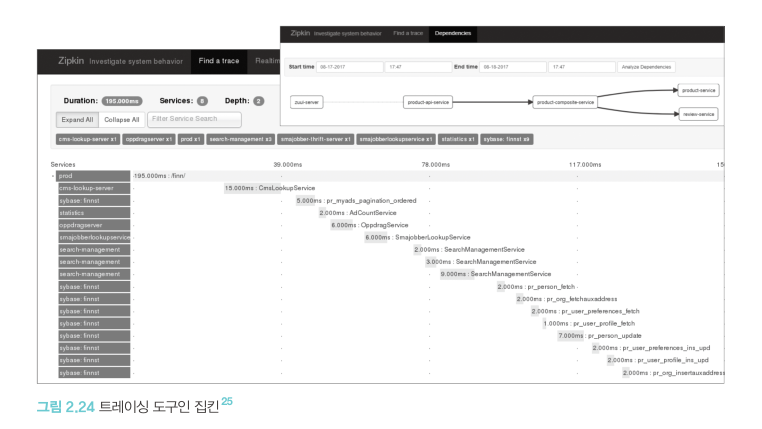 Zipkin Investigate system behavior Find a trace Dependencies
Start time 06-17-2017 17:47 End time 06-18-2017 17:47 Analyze Dependencies
zuul-server
product-api-service
product-composite-service
product-service
review-service
Zipkin Investigate system behavior Find a trace Realtim
Duration: 195.000ms Services: 8 Depth: 2
Expand All Collapse All Filter Service Search
cms-lookup-server x1 oppdragserver x1 prod x1 search-management x3 smajobber-thrift-server x1 smajobberlookupservice x1 statistics x1 sybase: finnst x9
Services 39.000ms 78.000ms 117.000ms 15
- prod 195.000ms : /finn/
cms-lookup-server 15.000ms : CmsLookupService
sybase: finnst 5.000ms : pr_myads_pagination_ordered
statistics 2.000ms : AdCountService
oppdragserver 6.000ms : OppdragService
smajobberlookupservice 6.000ms : SmajobberLookupService
search-management 2.000ms : SearchManagementService
search-management 3.000ms : SearchManagementService
search-management 9.000ms : SearchManagementService
sybase: finnst 2.000ms : pr_person_fetch
sybase: finnst 2.000ms : pr_org_fetchauxaddress
sybase: finnst 2.000ms : pr_user_preferences_fetch
sybase: finnst 1.000ms : pr_user_profile_fetch
sybase: finnst 7.000ms : pr_person_update
sybase: finnst 2.000ms : pr_user_preferences_ins_upd
sybase: finnst 2.000ms : pr_user_profile_ins_upd
sybase: finnst 2.000ms : pr_org_insertauxaddress
그림 2.24 트레이싱 도구인 집킨25